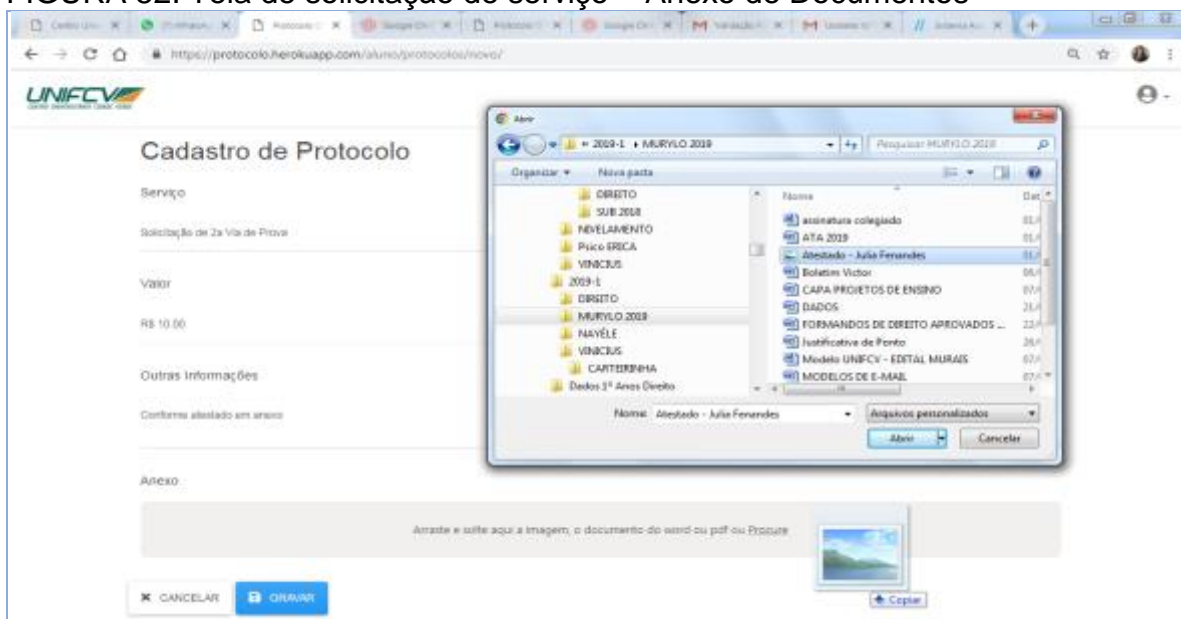 FIGURA 32: Tela de solicitação de serviço – Anexo de Documentos
https://protocolo.herokuapp.com/aluno/protocolos/novo/
UNIFCV
Cadastro de Protocolo
Serviço
Solicitação de 2a Via de Prova
Valor
R$ 10.00
Outras Informações
Conforme atestado em anexo
Anexo
Arraste e solte aqui a imagem, o documento do word ou pdf ou Procure
CANCELAR
GRAVAR
Abrir
2019-1
MURYLO 2019
Pesquisar MURYLO 2019
Organizar
Nova pasta
DIREITO
SUB 2018
NIVELAMENTO
Psico ERICA
VINICIUS
2019-1
DIREITO
MURYLO 2019
NAYÉLE
VINICIUS
CARTEIRINHA
Dados 1º Anos Direito
Nome
assinatura colegiado
ATA 2019
Atestado - Julia Fenandes
Boletim Victor
CAPA PROJETOS DE ENSINO
DADOS
FORMANDOS DE DIREITO APROVADOS ...
Justificativa de Ponto
Modelo UNIFCV - EDITAL MURAIS
MODELOS DE E-MAIL
Nome: Atestado - Julia Fenandes
Arquivos personalizados
Abrir
Cancelar
Copiar